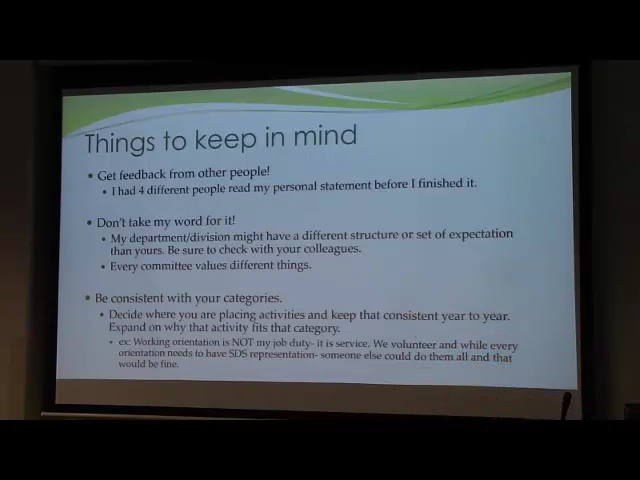 Things to keep in mind
• Get feedback from other people!
• I had 4 different people read my personal statement before I finished it.
• Don't take my word for it!
• My department/division might have a different structure or set of expectation
than yours. Be sure to check with your colleagues.
• Every committee values different things.
• Be consistent with your categories.
• Decide where you are placing activities and keep that consistent year to year.
Expand on why that activity fits that category.
• ex: Working orientation is NOT my job duty- it is service. We volunteer and while every
orientation needs to have SDS representation- someone else could do them all and that
would be fine.